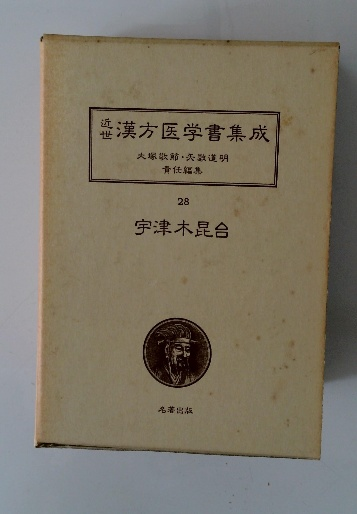 近世漢方医学書集成
大塚敬節・矢数道明
責任編集
28
宇津木昆台
名著出版